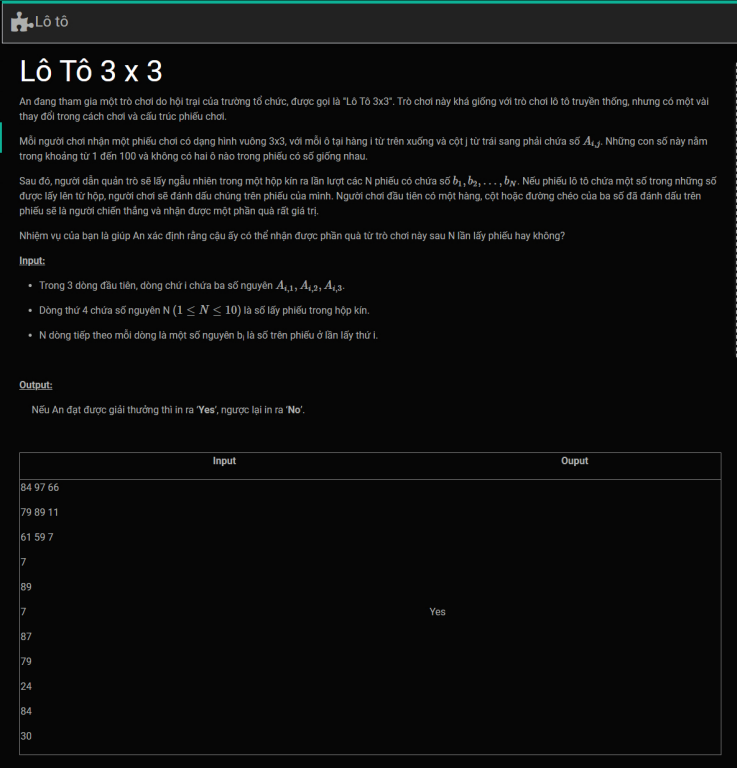 Lô tô
Lô Tô 3 x 3
An đang tham gia một trò chơi do hội trại của trường tổ chức, được gọi là "Lô Tô 3x3". Trò chơi này khá giống với trò chơi lô tô truyền thống, nhưng có một vài
thay đổi trong cách chơi và cấu trúc phiếu chơi.
Mỗi người chơi nhận một phiếu chơi có dạng hình vuông 3x3, với mỗi ô tại hàng i từ trên xuống và cột j từ trái sang phải chứa số A_{i,j}. Những con số này nằm
trong khoảng từ 1 đến 100 và không có hai ô nào trong phiếu có số giống nhau.
Sau đó, người dẫn quản trò sẽ lấy ngẫu nhiên trong một hộp kín ra lần lượt các N phiếu có chứa số b_1, b_2, . . . , b_N. Nếu phiếu lô tô chứa một số trong những số
được lấy lên từ hộp, người chơi sẽ đánh dấu chúng trên phiếu của mình. Người chơi đầu tiên có một hàng, cột hoặc đường chéo của ba số đã đánh dấu trên
phiếu sẽ là người chiến thắng và nhận được một phần quà rất giá trị.
Nhiệm vụ của bạn là giúp An xác định rằng cậu ấy có thể nhận được phần quà từ trò chơi này sau N lần lấy phiếu hay không?
Input:
• Trong 3 dòng đầu tiên, dòng chứ i chứa ba số nguyên A_{i,1}, A_{i,2}, A_{i,3}.
• Dòng thứ 4 chứa số nguyên N (1 ≤ N ≤ 10) là số lấy phiếu trong hộp kín.
• N dòng tiếp theo mỗi dòng là một số nguyên bᵢ là số trên phiếu ở lần lấy thứ i.
Output:
Nếu An đạt được giải thưởng thì in ra 'Yes', ngược lại in ra 'No'.
Input Ouput
84 97 66
79 89 11
61 59 7
7
89
7 Yes
87
79
24
84
30